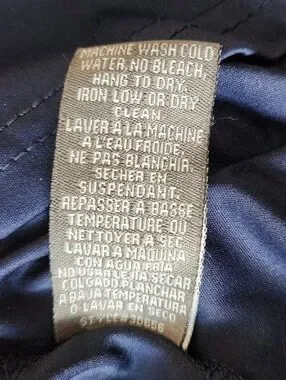 MACHINE WASH COLD
WATER, NO BLEACH,
HANG TO DRY,
IRON LOW OR DRY
CLEAN
LAVER À LA MACHINE
A L'EAU FROIDE,
NE PAS BLANCHIR,
SECHER EN
SUSPENDANT,
REPASSER À BASSE
TEMPERATURE OU
NETTOYER A SEC
LAVAR A MAQUINA
CON AGUA FRIA
NO USAR LEJIA SECAR
COLGADO PLANCHAR
A BAJA TEMPERATURA
O LAVAR EN SECO
STYLE#